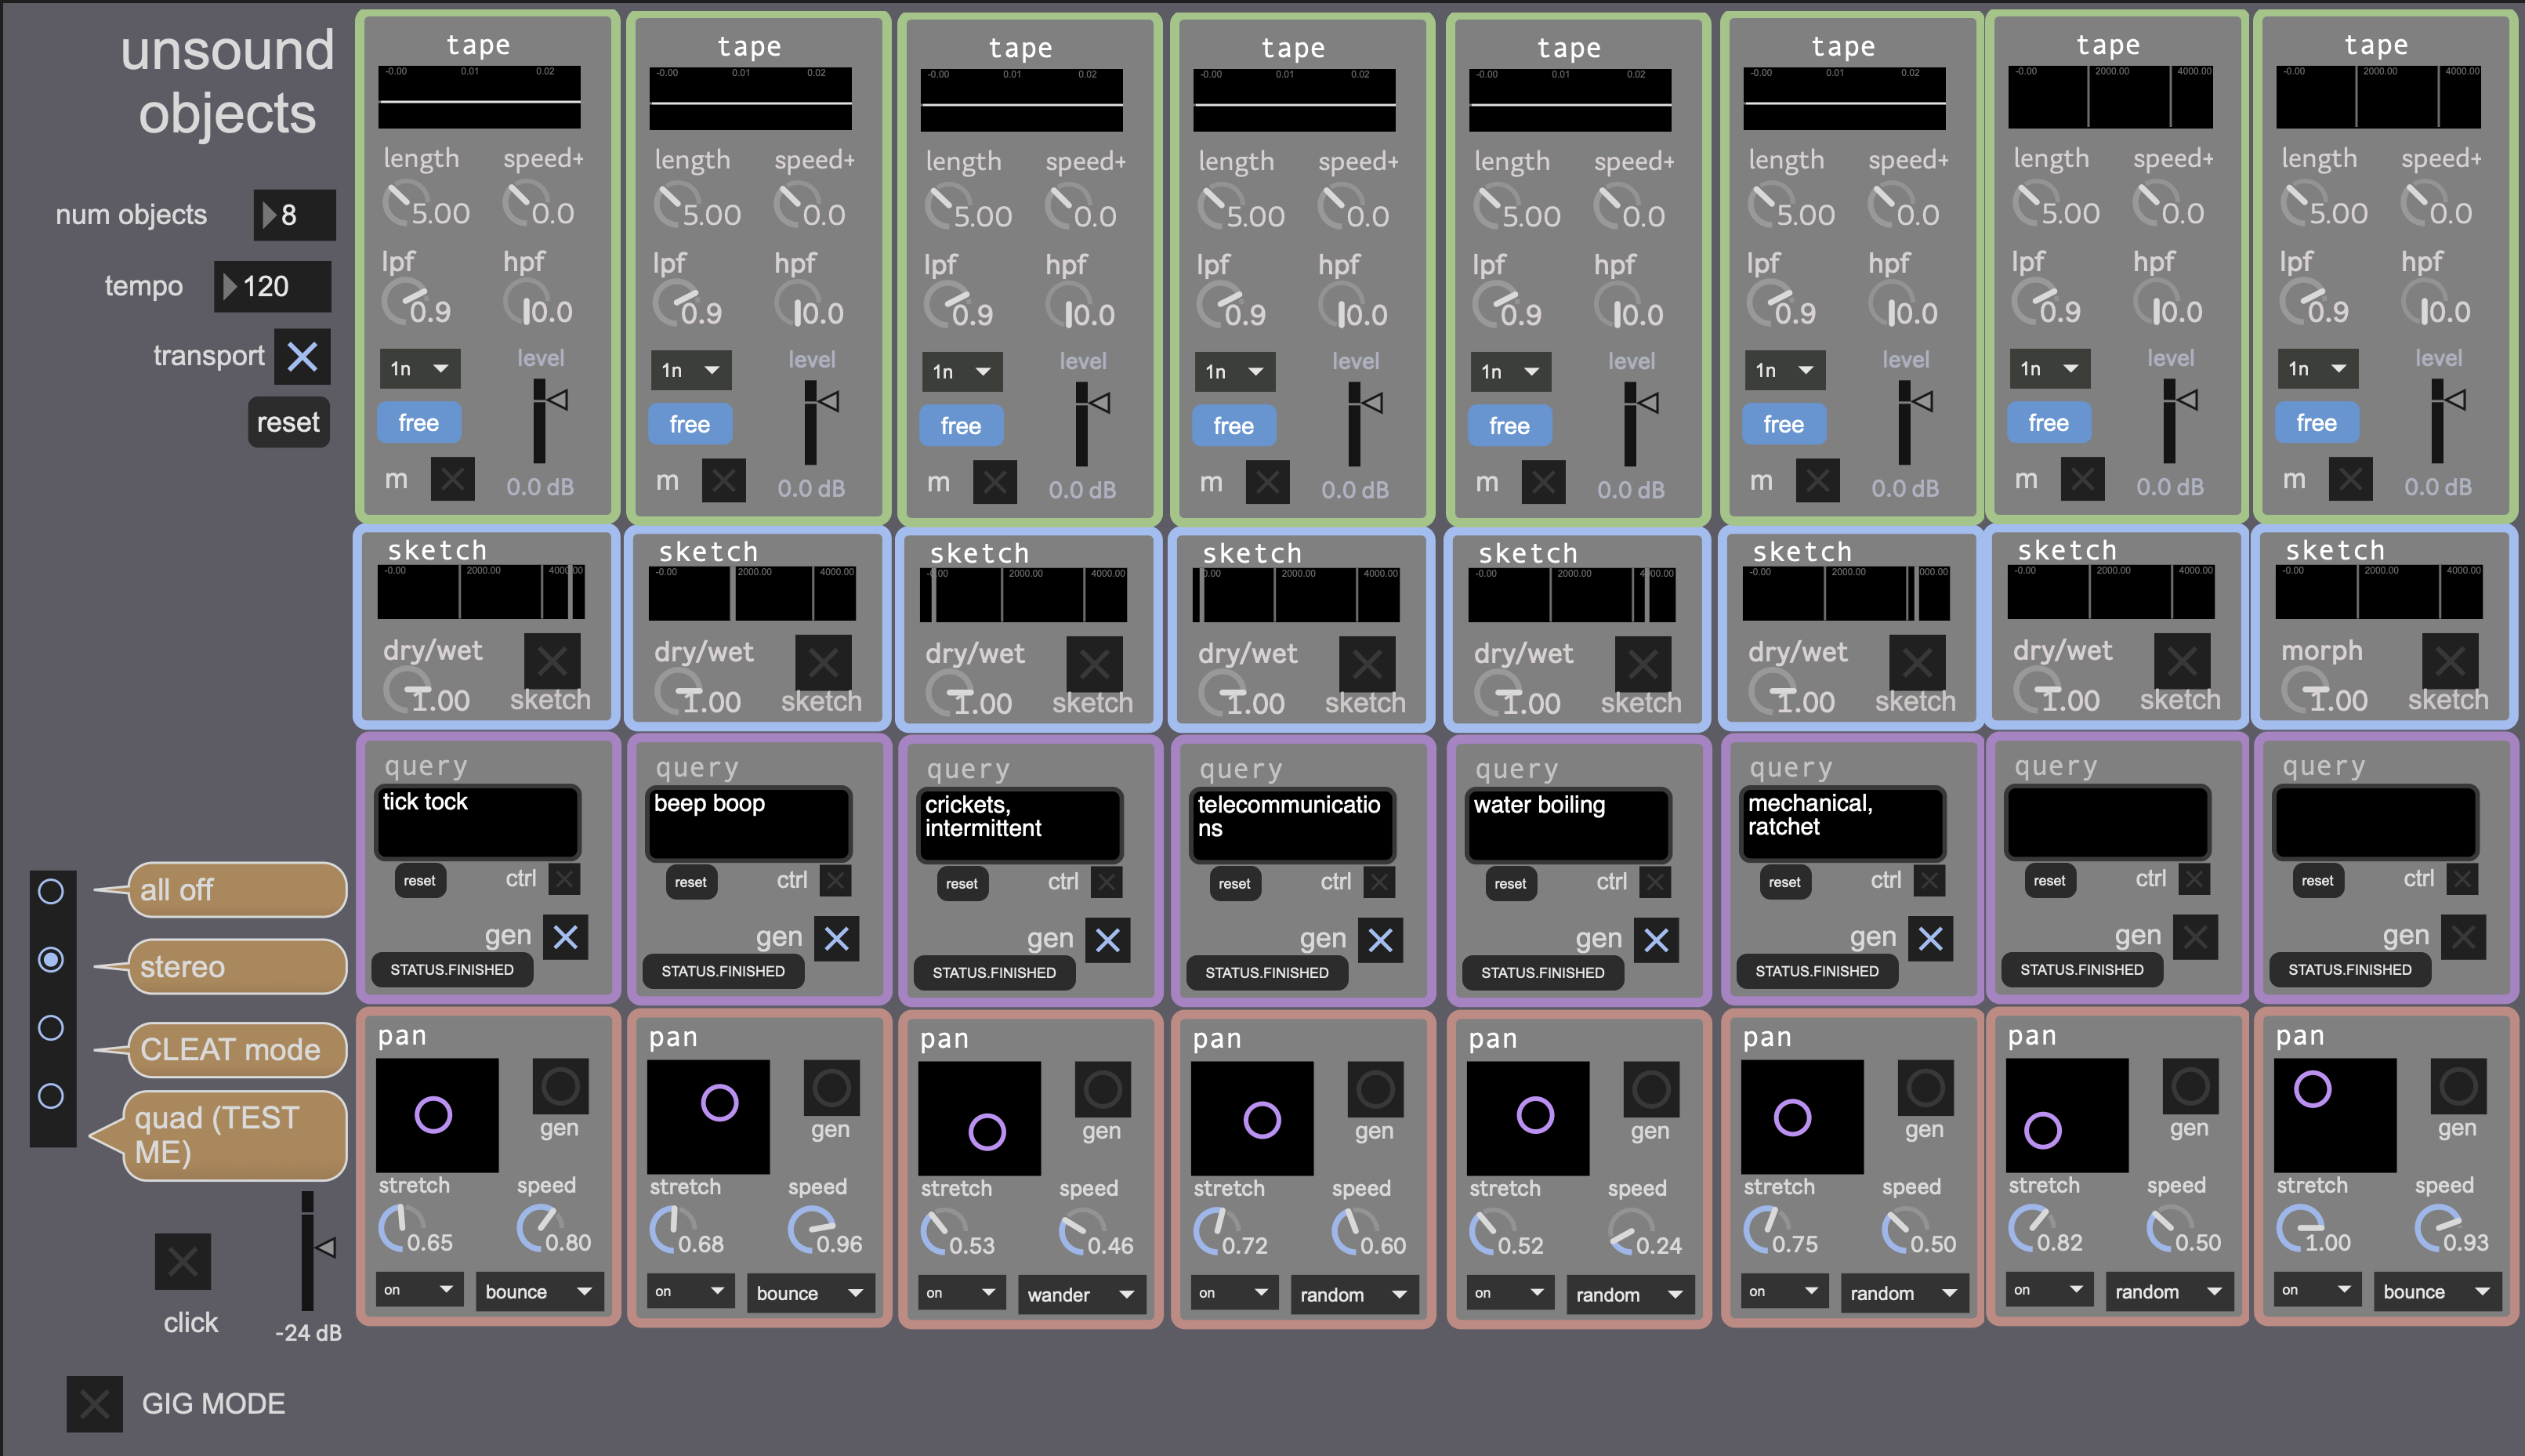 unsound
objects
num objects 8
tempo 120
transport
reset
all off
stereo
CLEAT mode
quad (TEST
ME)
click
-24 dB
GIG MODE
tape
-0.00 0.01 0.02
length speed+
5.00 0.0
lpf hpf
0.9 0.0
1n level
free
m 0.0 dB
sketch
-0.00 2000.00
dry/wet
1.00 sketch
query
tick tock
reset ctrl
gen
STATUS.FINISHED
pan
gen
stretch speed
0.65 0.80
on bounce
tape
-0.00 0.01 0.02
length speed+
5.00 0.0
lpf hpf
0.9 0.0
1n level
free
m 0.0 dB
sketch
-0.00 2000.00 4000.00
dry/wet
1.00 sketch
query
beep boop
reset ctrl
gen
STATUS.FINISHED
pan
gen
stretch speed
0.68 0.96
on bounce
tape
-0.00 0.01 0.02
length speed+
5.00 0.0
lpf hpf
0.9 0.0
1n level
free
m 0.0 dB
sketch
2000.00 4000.00
dry/wet
1.00 sketch
query
crickets,
intermittent
reset ctrl
gen
STATUS.FINISHED
pan
gen
stretch speed
0.53 0.46
on wander
tape
-0.00 0.01 0.02
length speed+
5.00 0.0
lpf hpf
0.9 0.0
1n level
free
m 0.0 dB
sketch
2000.00 4000.00
dry/wet
1.00 sketch
query
telecommunicatio
ns
reset ctrl
gen
STATUS.FINISHED
pan
gen
stretch speed
0.72 0.60
on random
tape
-0.00 0.01 0.02
length speed+
5.00 0.0
lpf hpf
0.9 0.0
1n level
free
m 0.0 dB
sketch
-0.00 2000.00
dry/wet
1.00 sketch
query
water boiling
reset ctrl
gen
STATUS.FINISHED
pan
gen
stretch speed
0.52 0.24
on random
tape
-0.00 0.01 0.02
length speed+
5.00 0.0
lpf hpf
0.9 0.0
1n level
free
m 0.0 dB
sketch
-0.00 2000.00
dry/wet
1.00 sketch
query
mechanical,
ratchet
reset ctrl
gen
STATUS.FINISHED
pan
gen
stretch speed
0.75 0.50
on random
tape
-0.00 2000.00 4000.00
length speed+
5.00 0.0
lpf hpf
0.9 0.0
1n level
free
m 0.0 dB
sketch
-0.00 2000.00 4000.00
dry/wet
1.00 sketch
query
reset ctrl
gen
STATUS.FINISHED
pan
gen
stretch speed
0.82 0.50
on random
tape
-0.00 2000.00 4000.00
length speed+
5.00 0.0
lpf hpf
0.9 0.0
1n level
free
m 0.0 dB
sketch
-0.00 2000.00 4000.00
morph
1.00 sketch
query
reset ctrl
gen
STATUS.FINISHED
pan
gen
stretch speed
1.00 0.93
on bounce